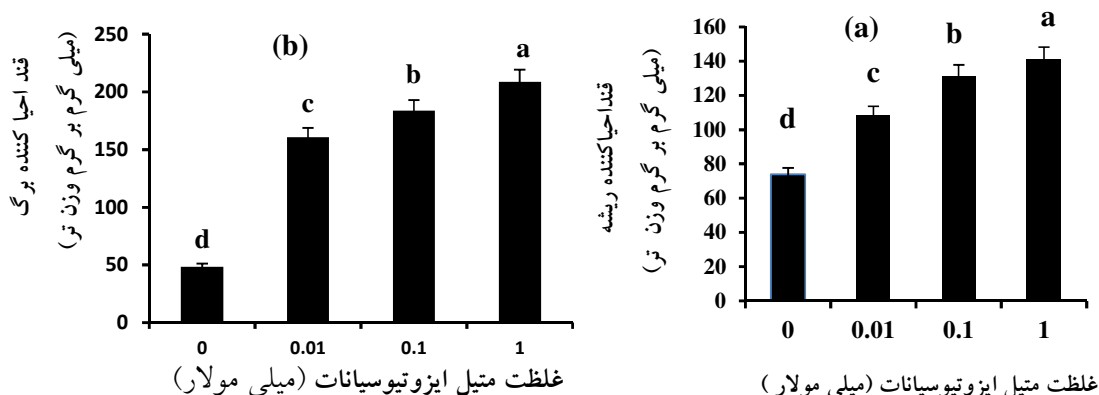 قند احیا کننده برگ
(میلی گرم بر گرم وزن تر)
(b)
250
200
150
100
50
0
d
c
b
a
0 0.01 0.1 1
غلظت متیل ایزوتیوسیانات (میلی مولار)
قنداحیاکننده ریشه
(میلی گرم بر گرم وزن تر)
(a)
160
140
120
100
80
60
40
20
0
d
c
b
a
0 0.01 0.1 1
غلظت متیل ایزوتیوسیانات (میلی مولار )